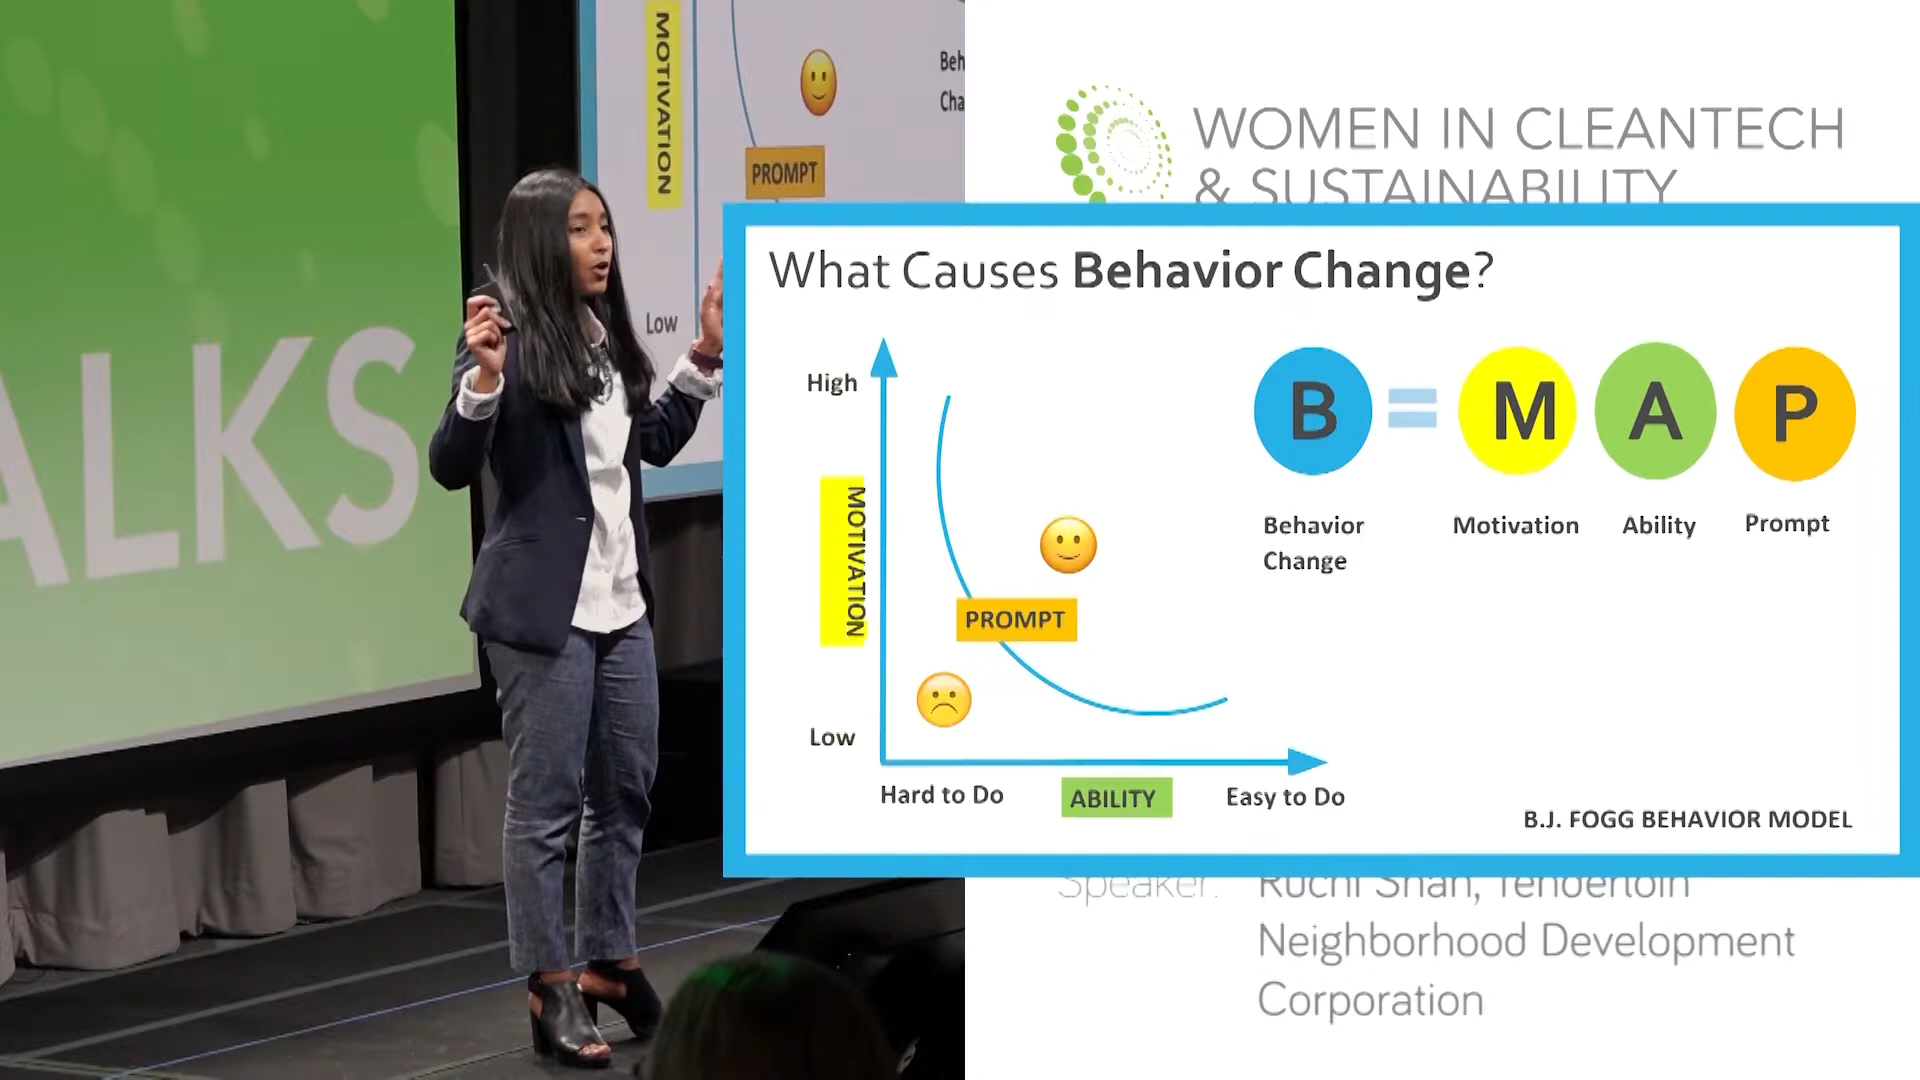 ALKS
MOTIVATION
PROMPT
Low
Beh
Cha
WOMEN IN CLEANTECH
& SUSTAINABILITY
What Causes Behavior Change?
High
MOTIVATION
PROMPT
Low
Hard to Do
ABILITY
Easy to Do
B = M A P
Behavior
Change
Motivation
Ability
Prompt
B.J. FOGG BEHAVIOR MODEL
Speaker: Ruchi Shah, Tenderloin
Neighborhood Development
Corporation